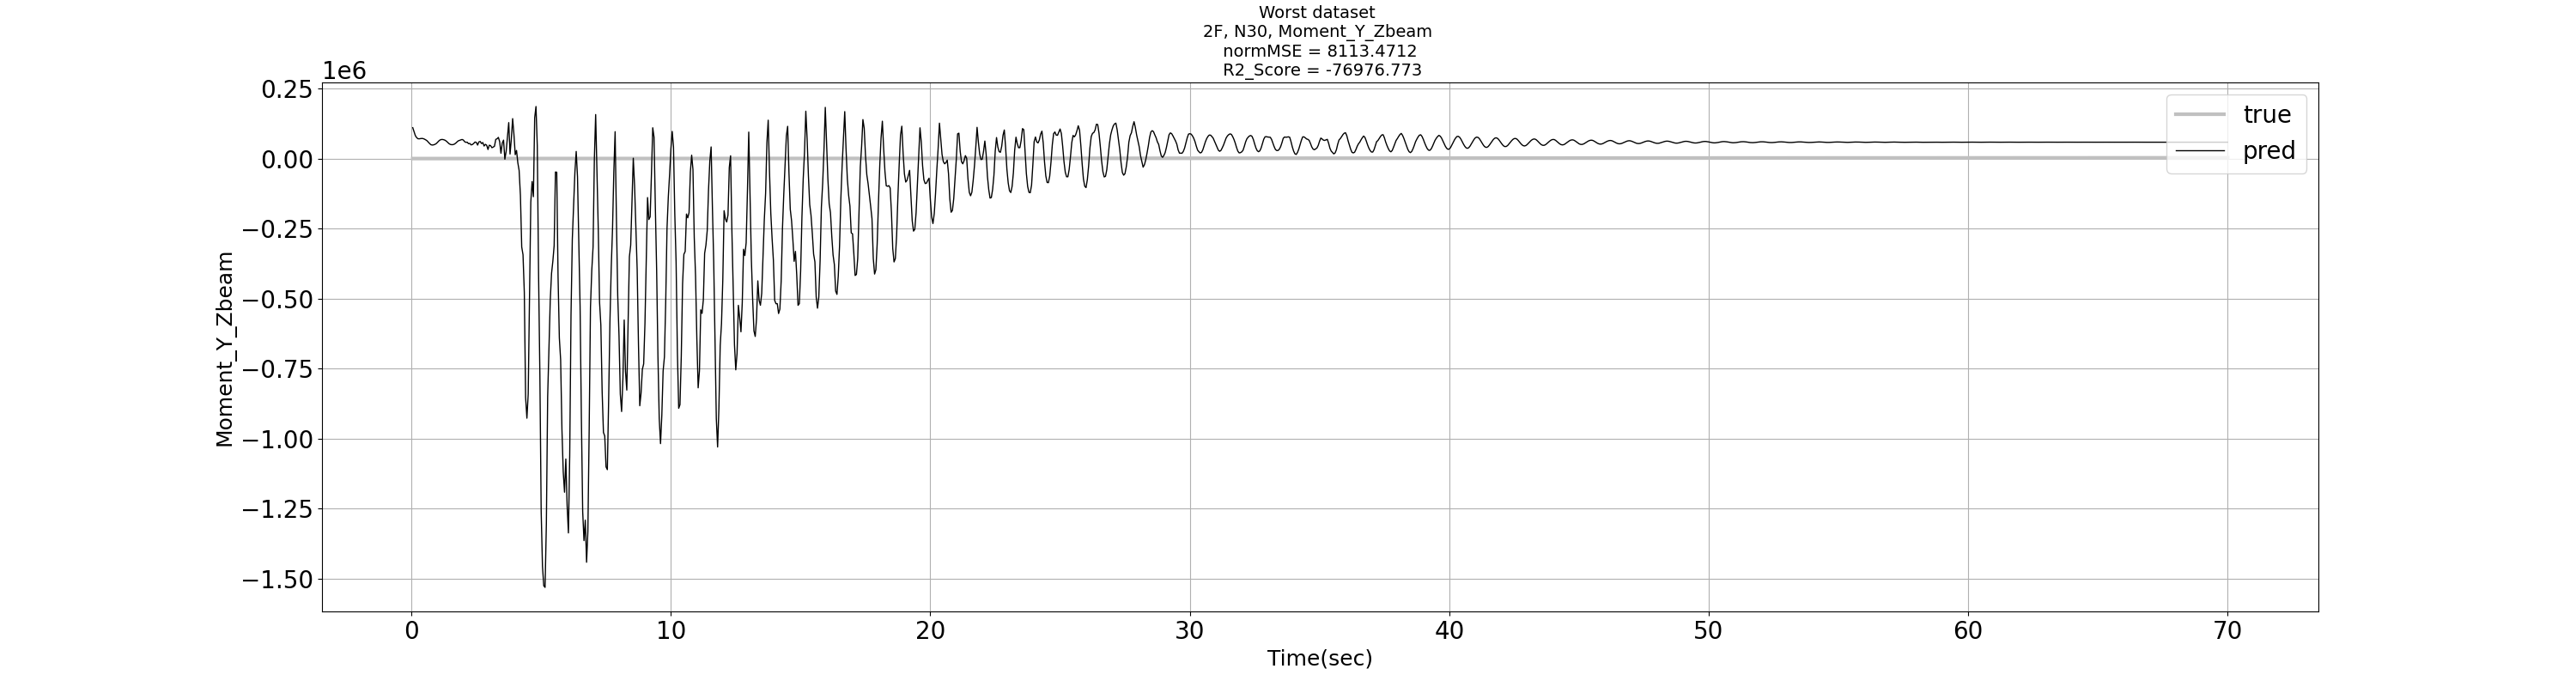 Worst dataset
2F, N30, Moment_Y_Zbeam
normMSE = 8113.4712
R2_Score = -76976.773
1e6
0.25
0.00
−0.25
−0.50
−0.75
−1.00
−1.25
−1.50
Moment_Y_Zbeam
true
pred
0 10 20 30 40 50 60 70
Time(sec)